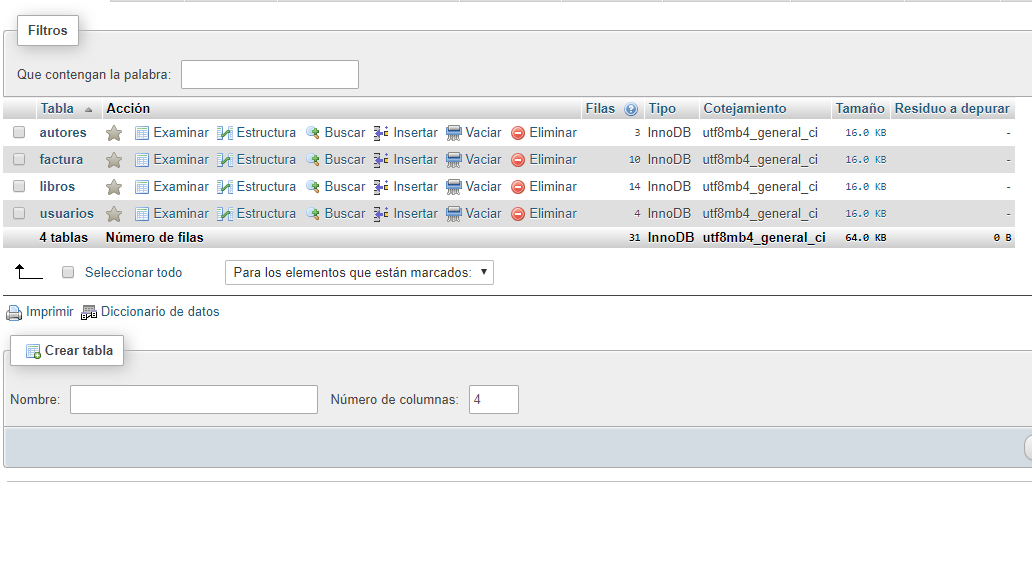 Filtros
Que contengan la palabra:
Tabla Acción Filas Tipo Cotejamiento Tamaño Residuo a depurar
autores Examinar Estructura Buscar Insertar Vaciar Eliminar 3 InnoDB utf8mb4_general_ci 16.0 KB -
factura Examinar Estructura Buscar Insertar Vaciar Eliminar 10 InnoDB utf8mb4_general_ci 16.0 KB -
libros Examinar Estructura Buscar Insertar Vaciar Eliminar 14 InnoDB utf8mb4_general_ci 16.0 KB -
usuarios Examinar Estructura Buscar Insertar Vaciar Eliminar 4 InnoDB utf8mb4_general_ci 16.0 KB -
4 tablas Número de filas 31 InnoDB utf8mb4_general_ci 64.0 KB 0 B
Seleccionar todo Para los elementos que están marcados:
Imprimir Diccionario de datos
Crear tabla
Nombre: Número de columnas: 4